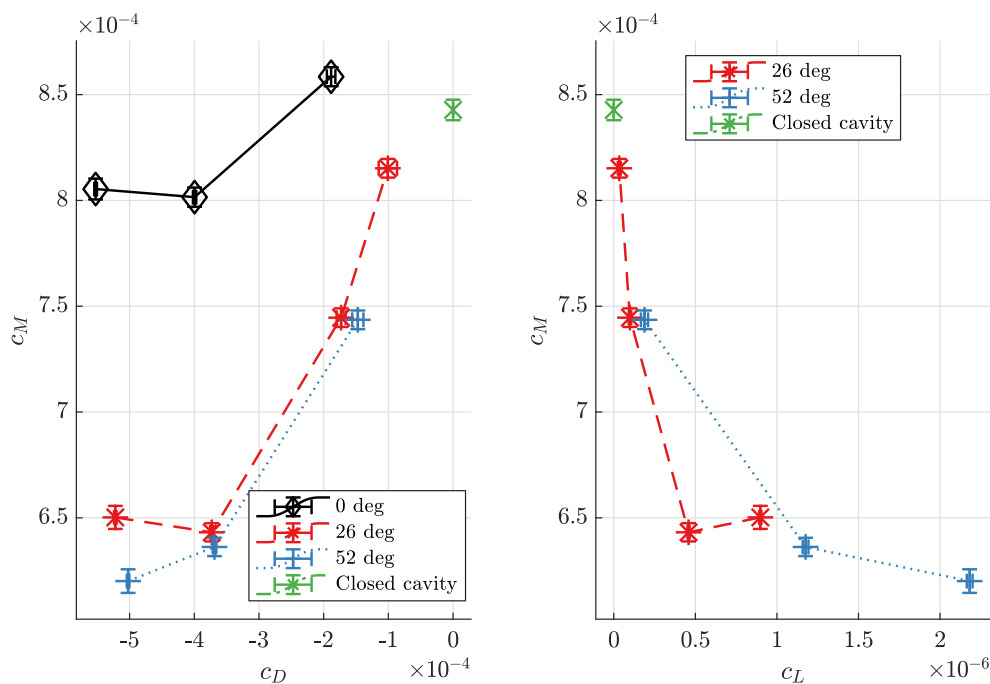 ×10⁻⁴
8.5
8
7.5
7
6.5
c_M
-5
-4
-3
-2
-1
0
c_D
×10⁻⁴
0 deg
26 deg
52 deg
Closed cavity
×10⁻⁴
8.5
8
7.5
7
6.5
c_M
0
0.5
1
1.5
2
c_L
×10⁻⁶
26 deg
52 deg
Closed cavity